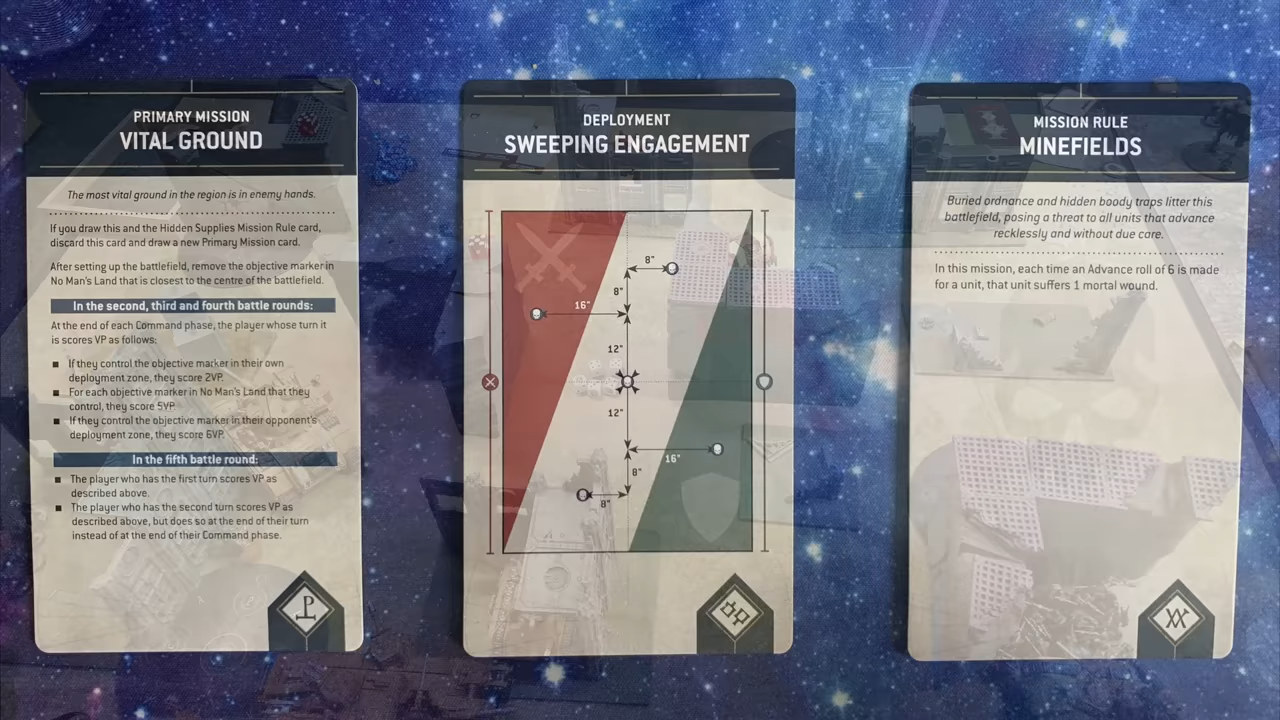 PRIMARY MISSION
VITAL GROUND
The most vital ground in the region is in enemy hands.
If you draw this and the Hidden Supplies Mission Rule card,
discard this card and draw a new Primary Mission card.
After setting up the battlefield, remove the objective marker in
No Man's Land that is closest to the centre of the battlefield.
In the second, third and fourth battle rounds:
At the end of each Command phase, the player whose turn it
is scores VP as follows:
If they control the objective marker in their own
deployment zone, they score 2VP.
For each objective marker in No Man's Land that they
control, they score 5VP.
If they control the objective marker in their opponent's
deployment zone, they score 6VP.
In the fifth battle round:
The player who has the first turn scores VP as
described above.
The player who has the second turn scores VP as
described above, but does so at the end of their turn
instead of at the end of their Command phase.
DEPLOYMENT
SWEEPING ENGAGEMENT
8"
8"
16"
12"
12"
16"
8"
8"
MISSION RULE
MINEFIELDS
Buried ordnance and hidden boody traps litter this
battlefield, posing a threat to all units that advance
recklessly and without due care.
In this mission, each time an Advance roll of 6 is made
for a unit, that unit suffers 1 mortal wound.